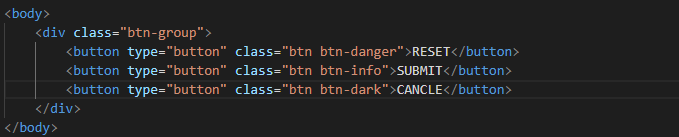 <body>
<div class="btn-group">
<button type="button" class="btn btn-danger">RESET</button>
<button type="button" class="btn btn-info">SUBMIT</button>
<button type="button" class="btn btn-dark">CANCLE</button>
</div>
</body>